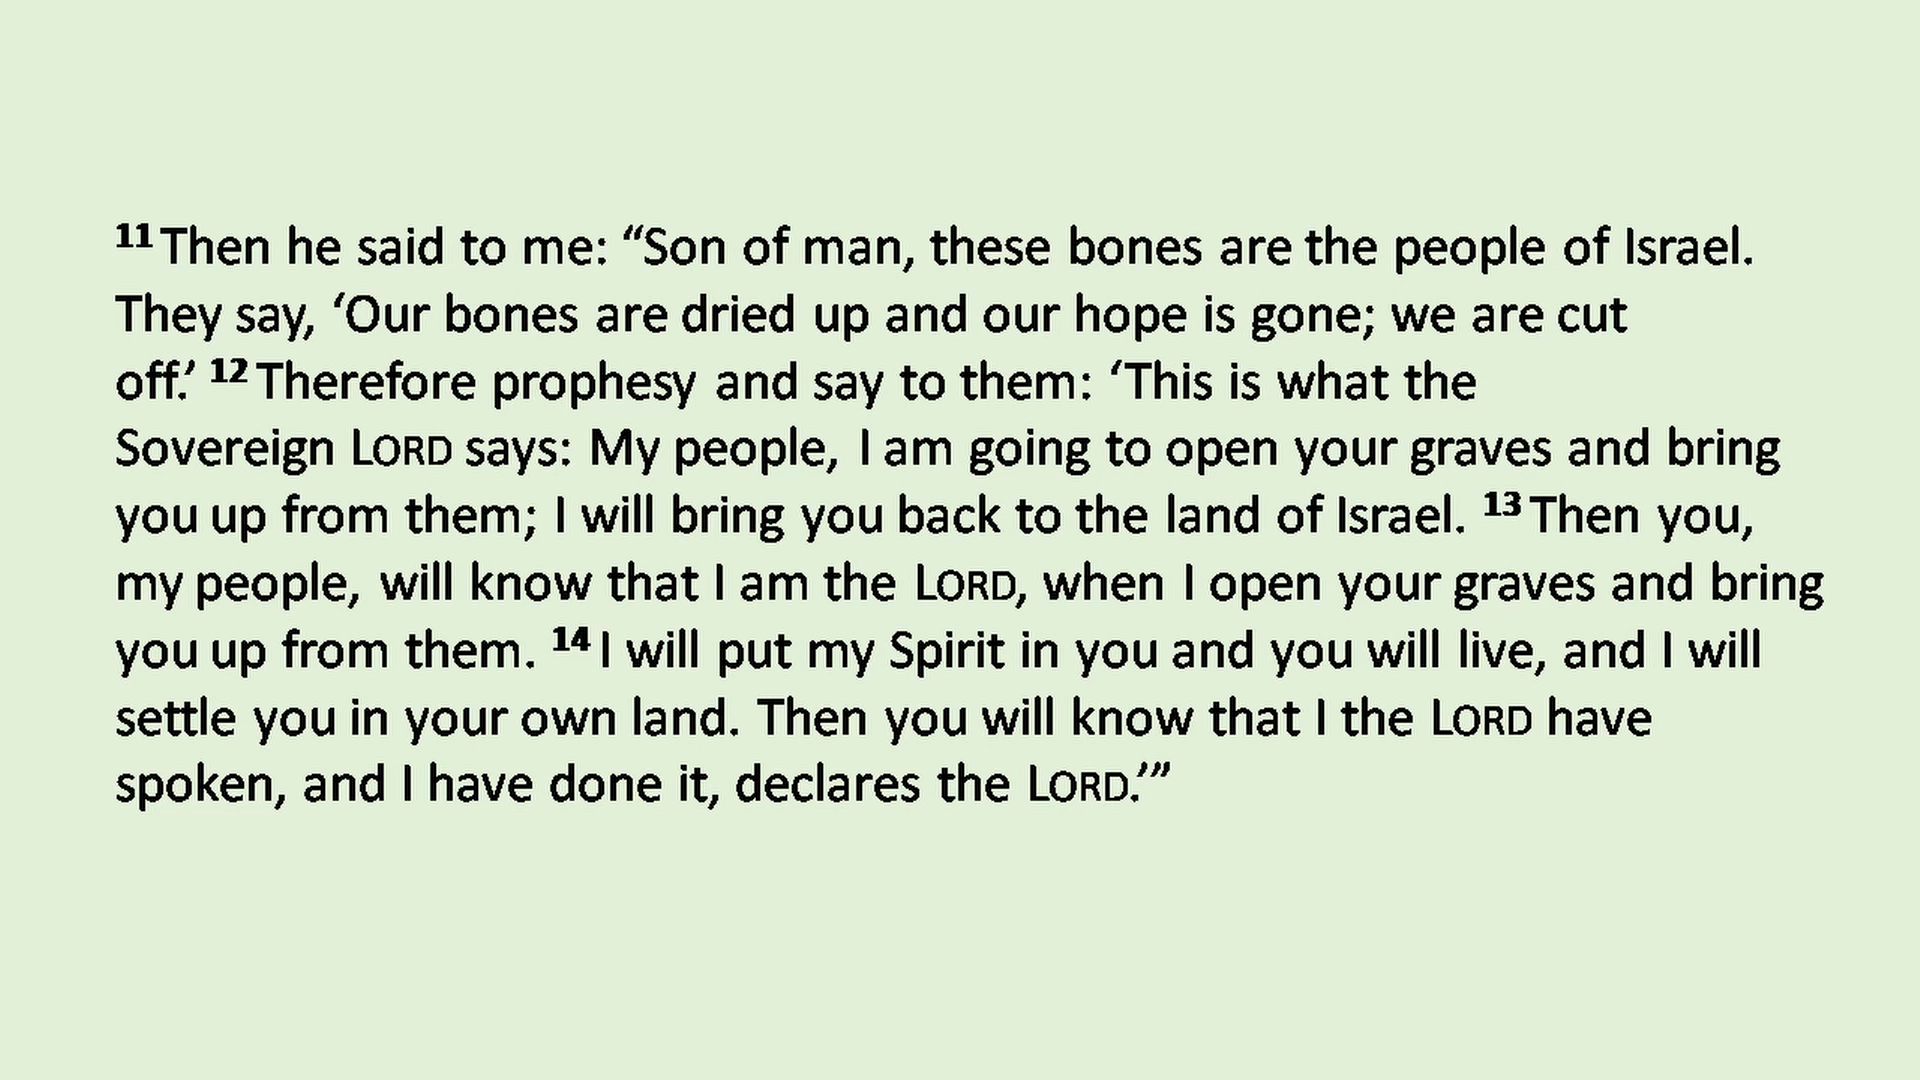 11 Then he said to me: “Son of man, these bones are the people of Israel.
They say, ‘Our bones are dried up and our hope is gone; we are cut
off.’ 12 Therefore prophesy and say to them: ‘This is what the
Sovereign LORD says: My people, I am going to open your graves and bring
you up from them; I will bring you back to the land of Israel. 13 Then you,
my people, will know that I am the LORD, when I open your graves and bring
you up from them. 14 I will put my Spirit in you and you will live, and I will
settle you in your own land. Then you will know that I the LORD have
spoken, and I have done it, declares the LORD.’”